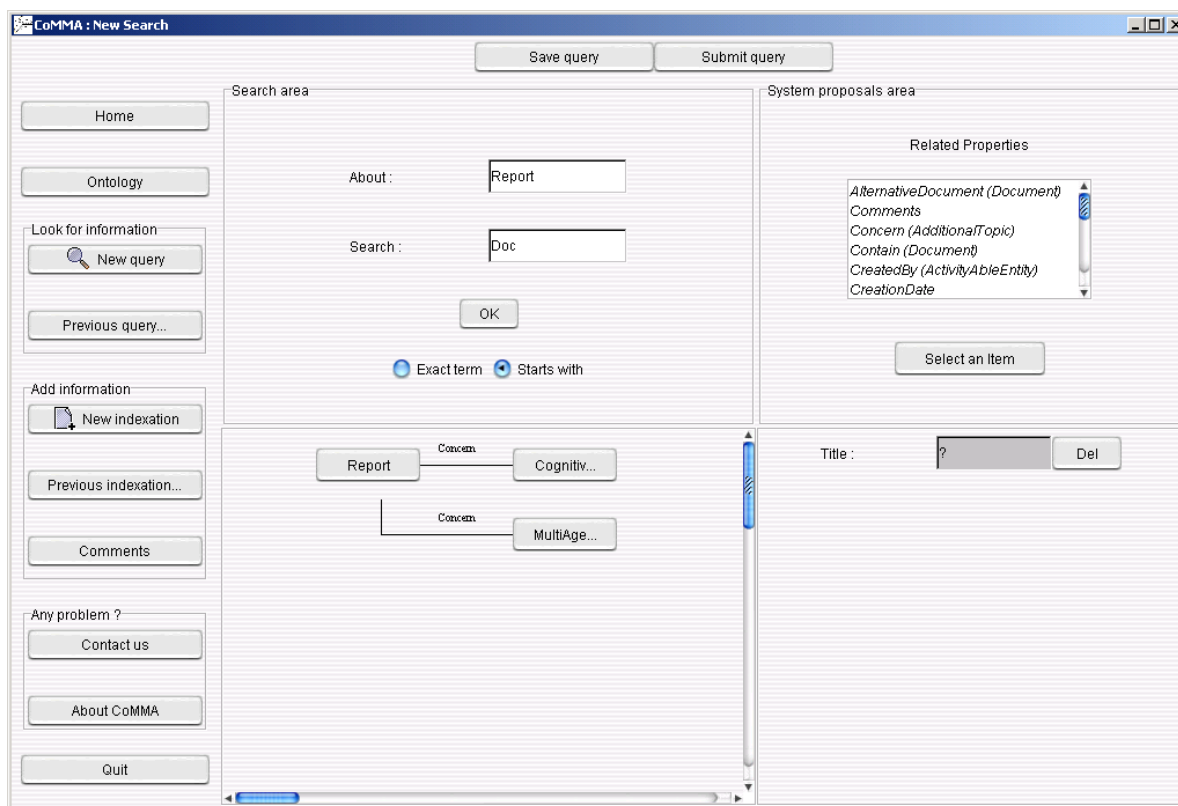 CoMMA : New Search
Save query
Submit query
Home
Ontology
Look for information
New query
Previous query...
Add information
New indexation
Previous indexation...
Comments
Any problem ?
Contact us
About CoMMA
Quit
Search area
About :
Report
Search :
Doc
OK
Exact term
Starts with
System proposals area
Related Properties
AlternativeDocument (Document)
Comments
Concern (AdditionalTopic)
Contain (Document)
CreatedBy (ActivityAbleEntity)
CreationDate
Select an Item
Report
Concern
Cognitiv...
Concern
MultiAge...
Title :
?
Del